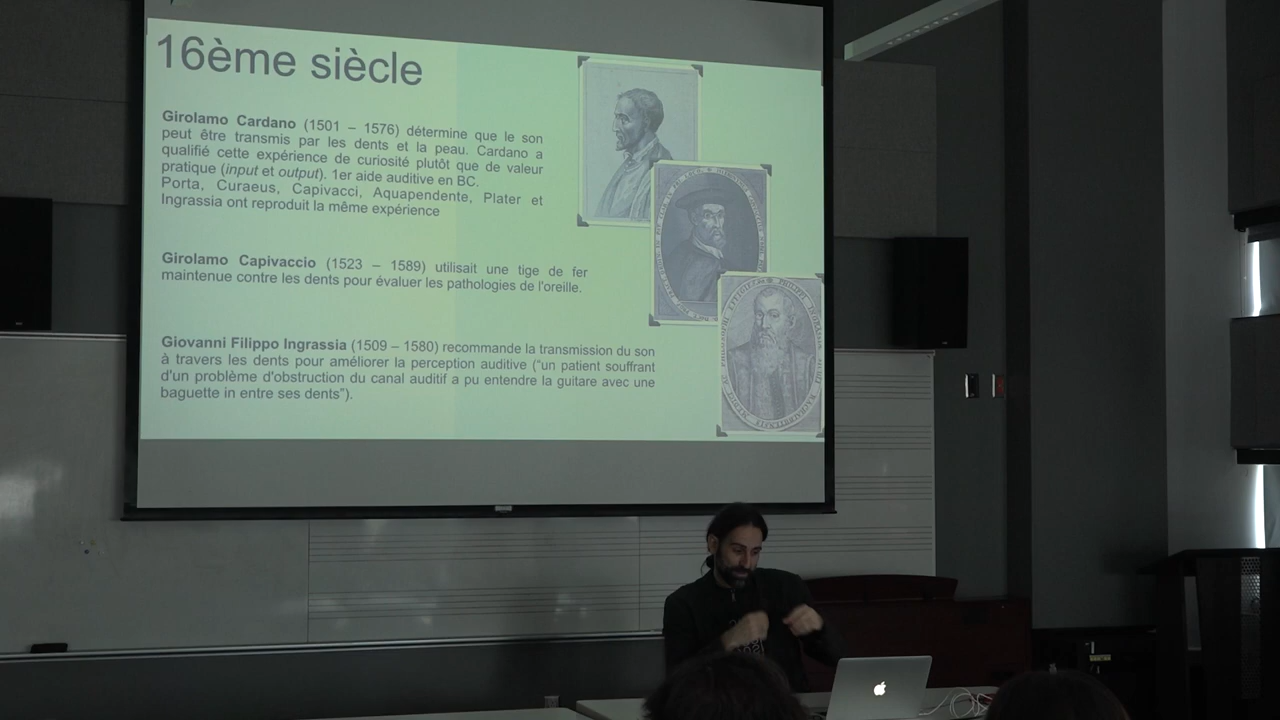 16ème siècle
Girolamo Cardano (1501 – 1576) détermine que le son
peut être transmis par les dents et la peau. Cardano a
qualifié cette expérience de curiosité plutôt que de valeur
pratique (input et output). 1er aide auditive en BC.
Porta, Curaeus, Capivacci, Aquapendente, Plater et
Ingrassia ont reproduit la même expérience
Girolamo Capivaccio (1523 – 1589) utilisait une tige de fer
maintenue contre les dents pour évaluer les pathologies de l'oreille.
Giovanni Filippo Ingrassia (1509 – 1580) recommande la transmission du son
à travers les dents pour améliorer la perception auditive (“un patient souffrant
d'un problème d'obstruction du canal auditif a pu entendre la guitare avec une
baguette in entre ses dents”).